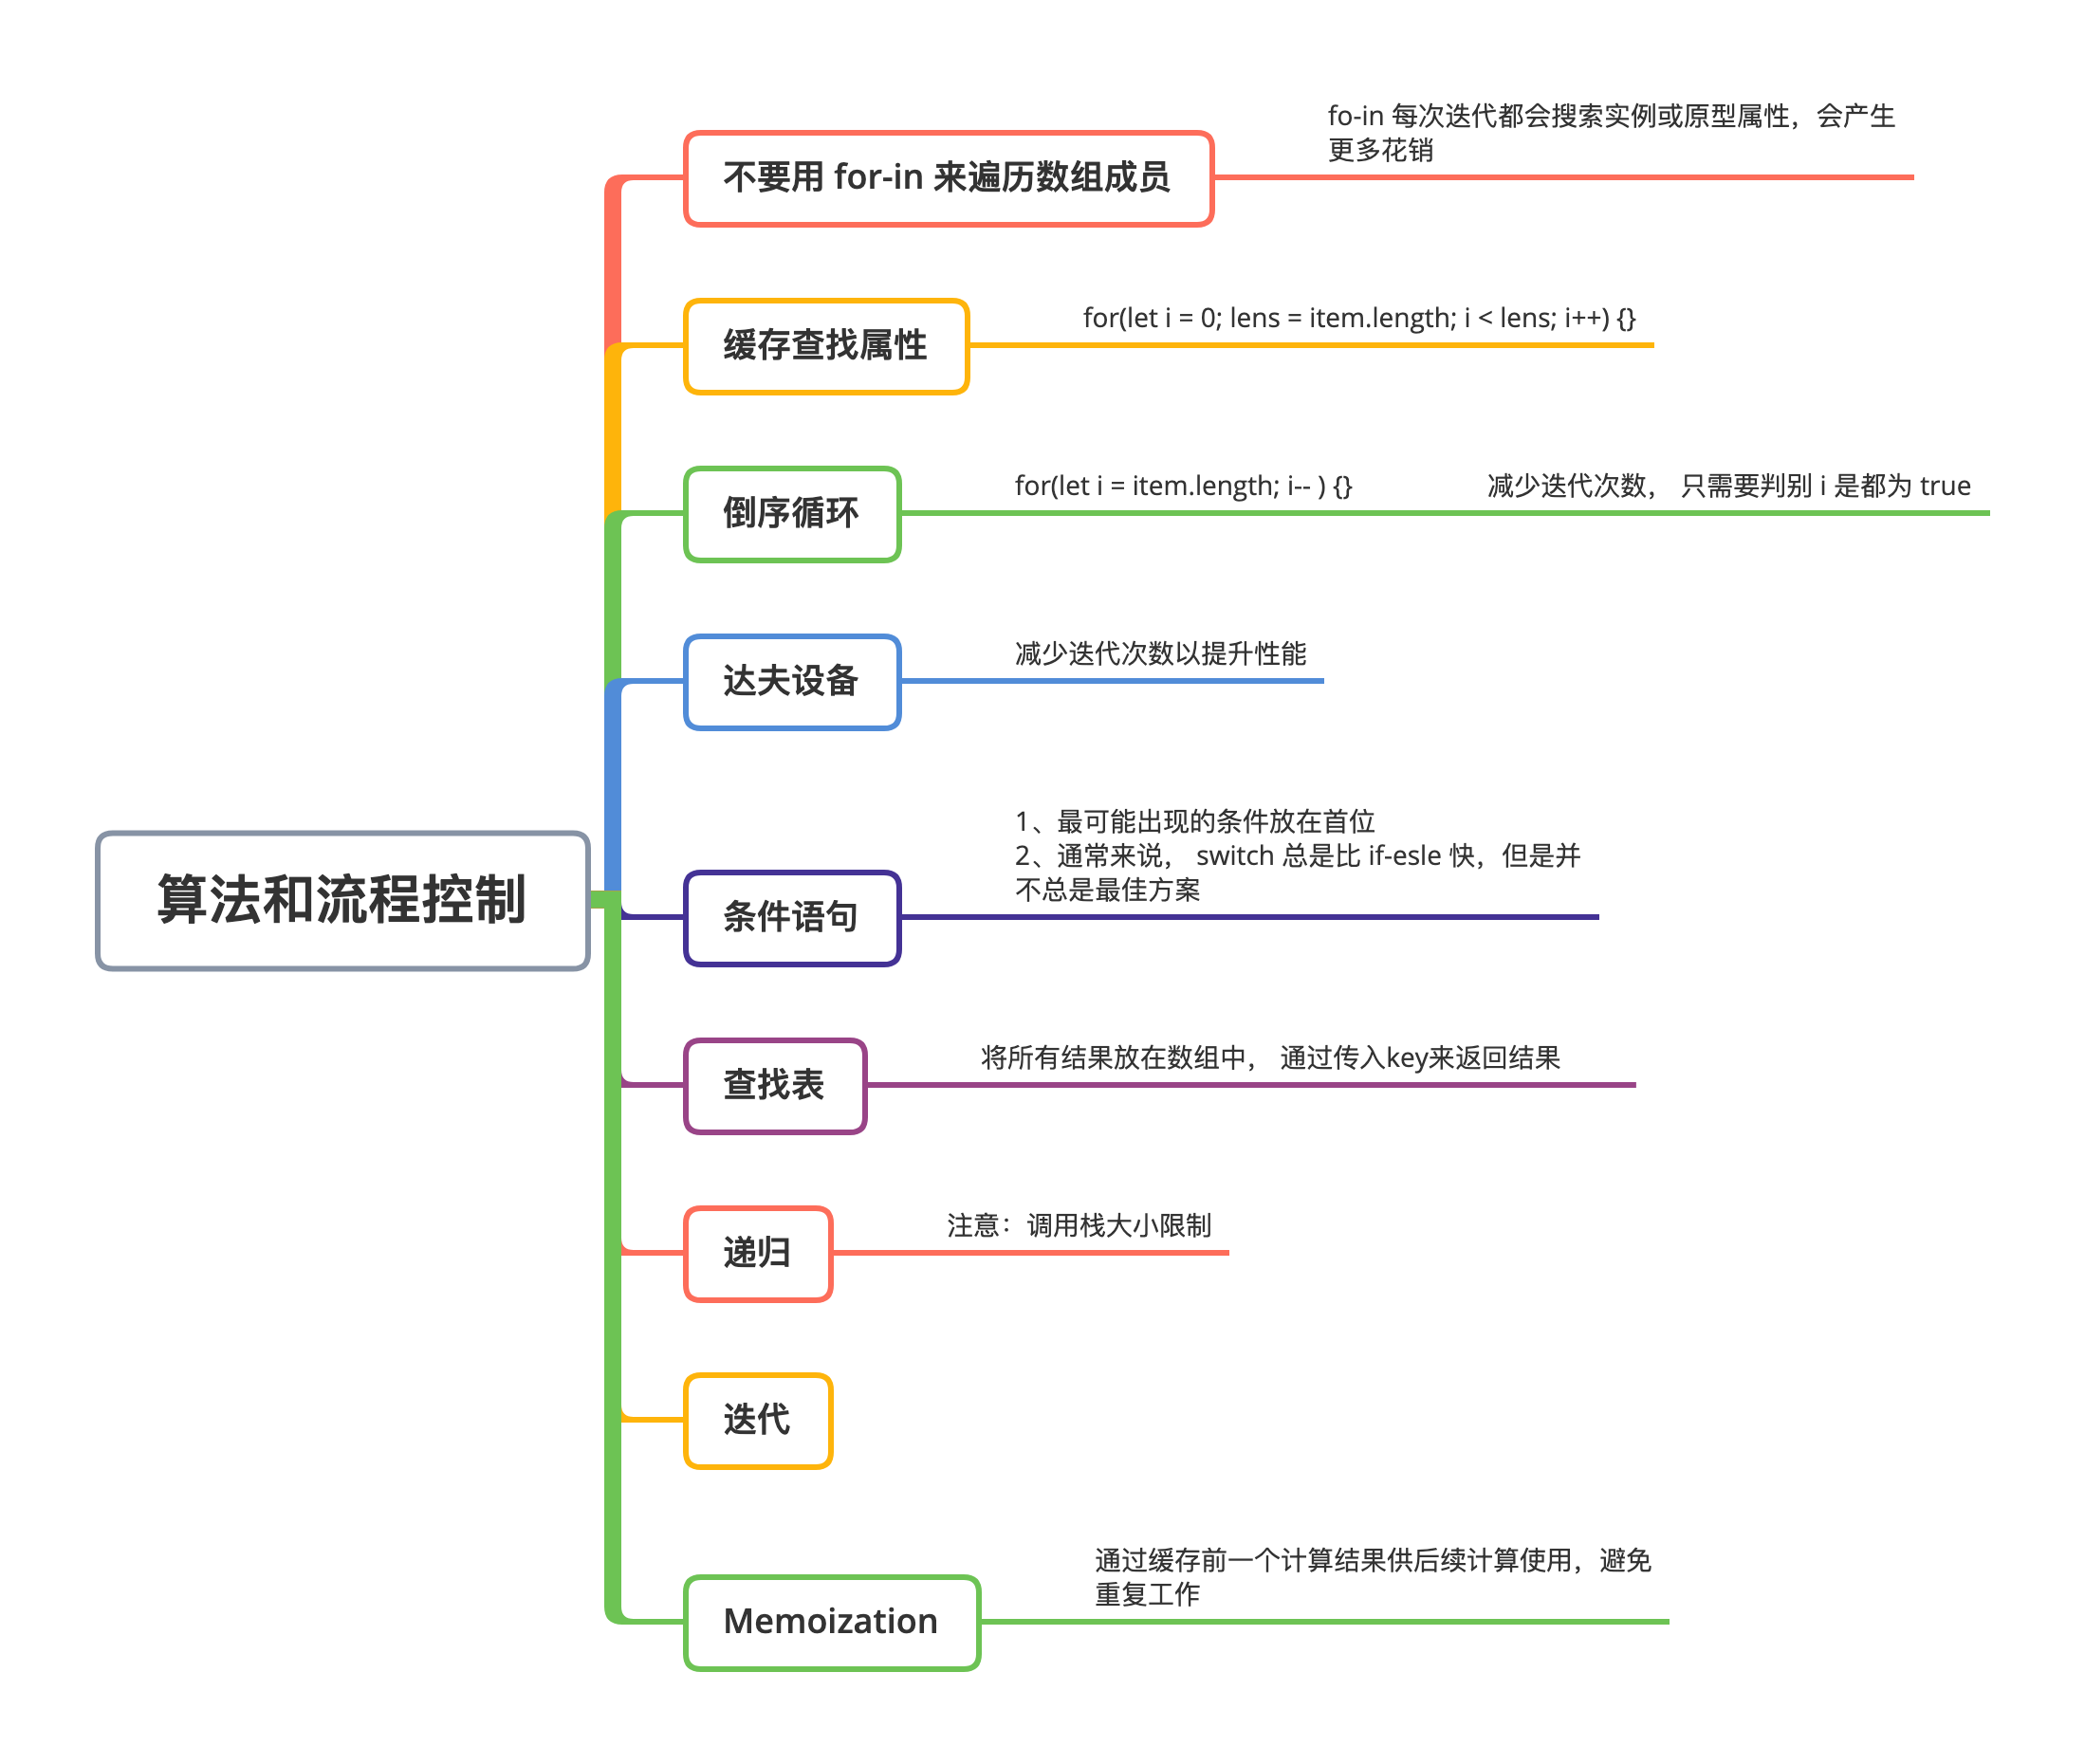 算法和流程控制
不要用 for-in 来遍历数组成员
fo-in 每次迭代都会搜索实例或原型属性，会产生
更多花销
缓存查找属性
for(let i = 0; lens = item.length; i < lens; i++) {}
倒序循环
for(let i = item.length; i-- ) {}
减少迭代次数， 只需要判别 i 是都为 true
达夫设备
减少迭代次数以提升性能
条件语句
1、最可能出现的条件放在首位
2、通常来说， switch 总是比 if-esle 快，但是并
不总是最佳方案
查找表
将所有结果放在数组中， 通过传入key来返回结果
递归
注意：调用栈大小限制
迭代
Memoization
通过缓存前一个计算结果供后续计算使用，避免
重复工作